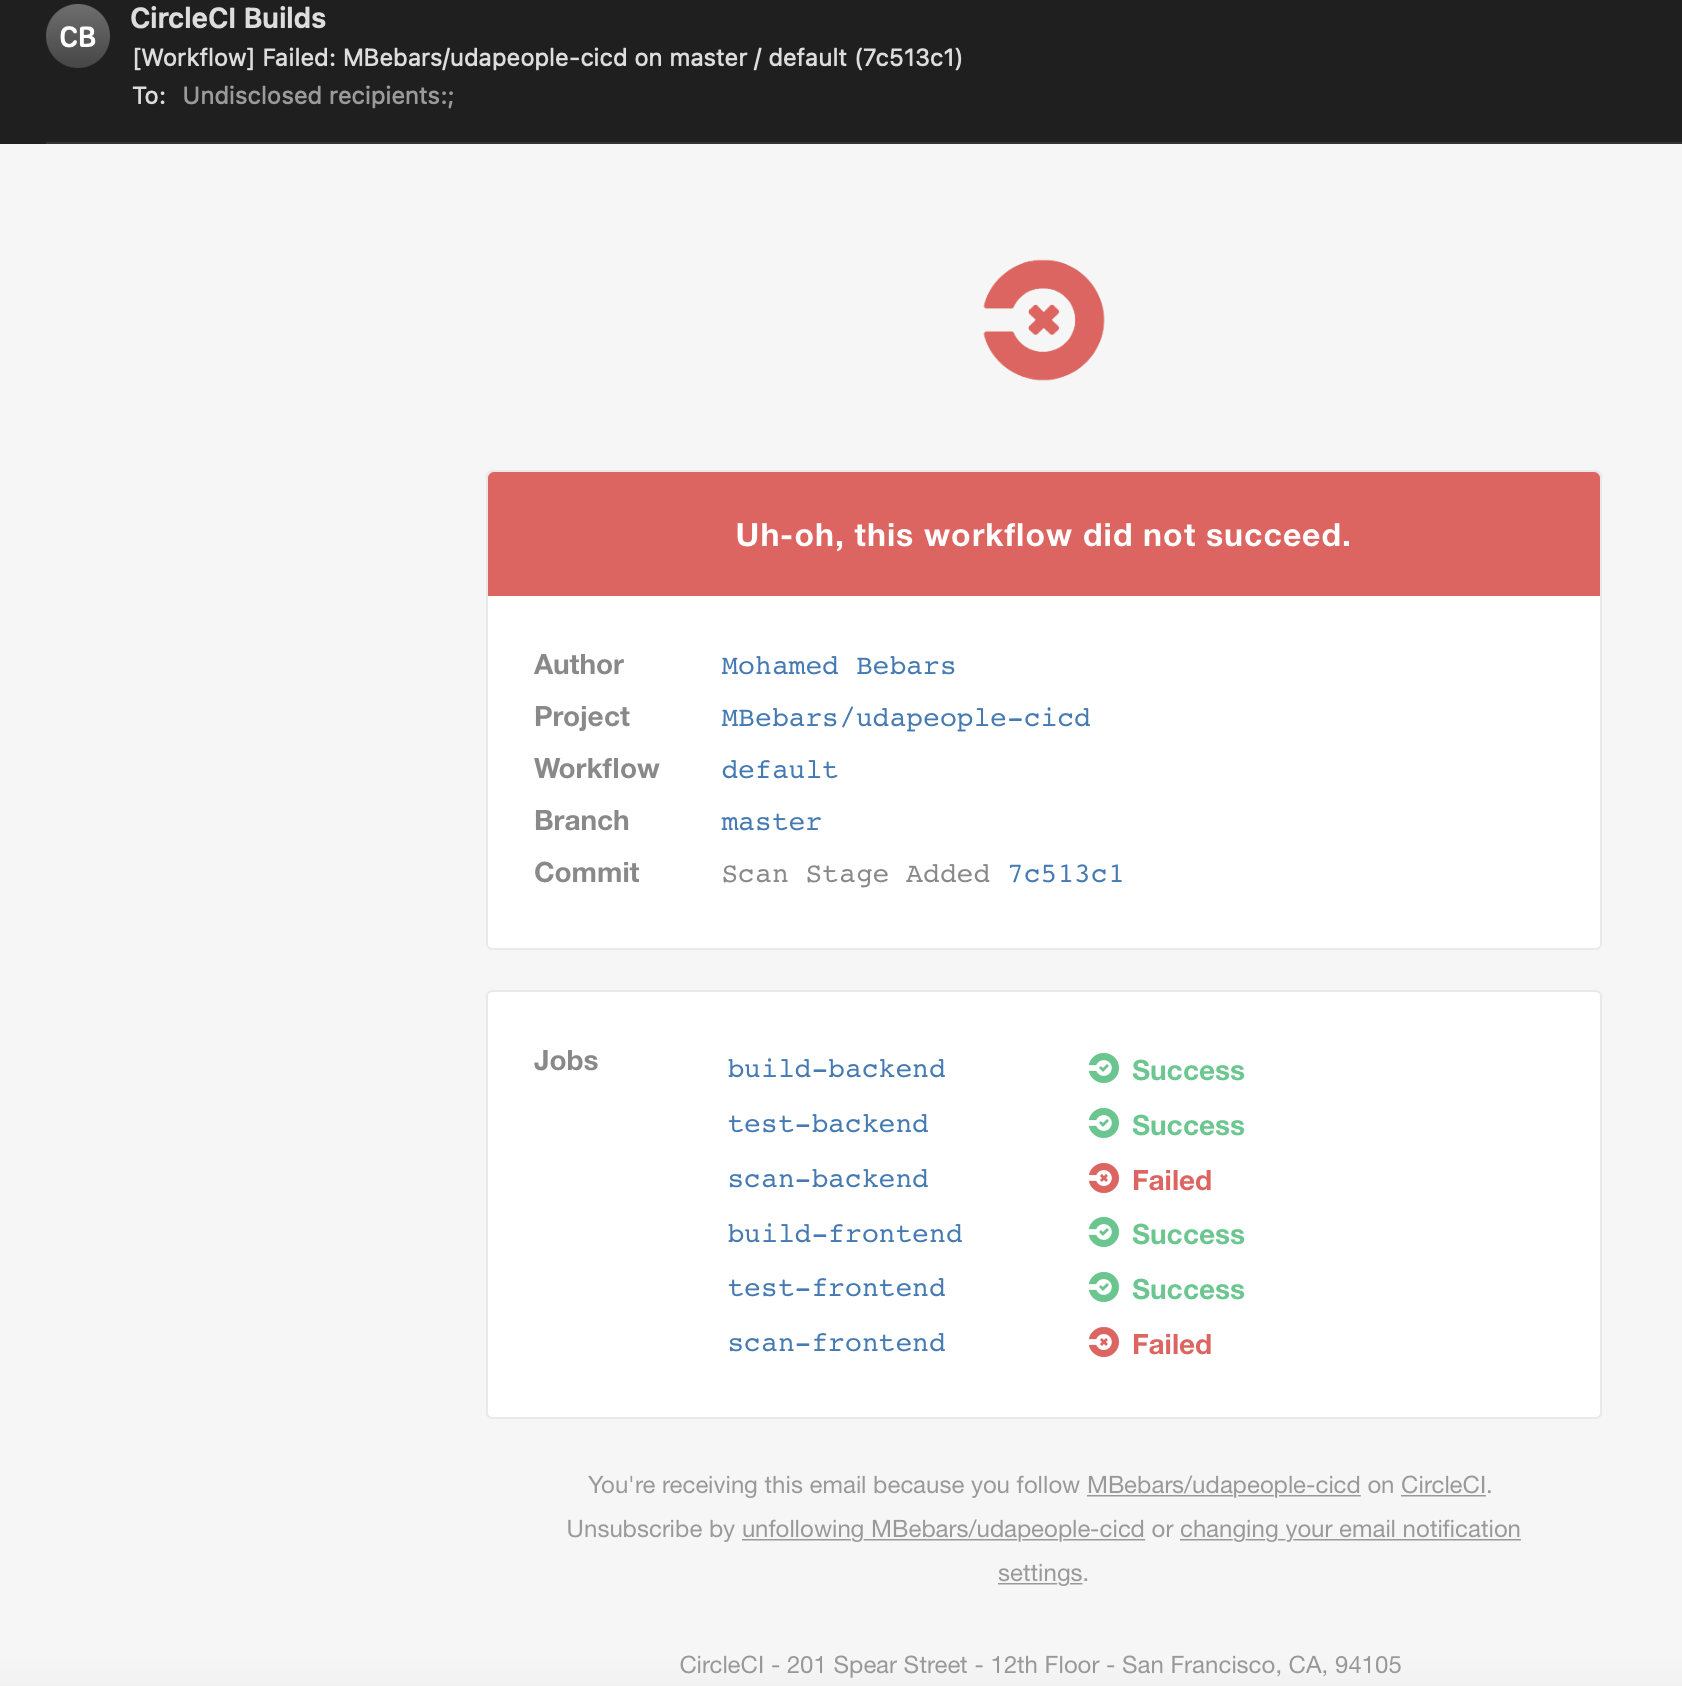 CB
CircleCI Builds
[Workflow] Failed: MBebars/udapeople-cicd on master / default (7c513c1)
To: Undisclosed recipients:;
Uh-oh, this workflow did not succeed.
Author Mohamed Bebars
Project MBebars/udapeople-cicd
Workflow default
Branch master
Commit Scan Stage Added 7c513c1
Jobs build-backend Success
test-backend Success
scan-backend Failed
build-frontend Success
test-frontend Success
scan-frontend Failed
You're receiving this email because you follow MBebars/udapeople-cicd on CircleCI.
Unsubscribe by unfollowing MBebars/udapeople-cicd or changing your email notification
settings.
CircleCI - 201 Spear Street - 12th Floor - San Francisco, CA, 94105